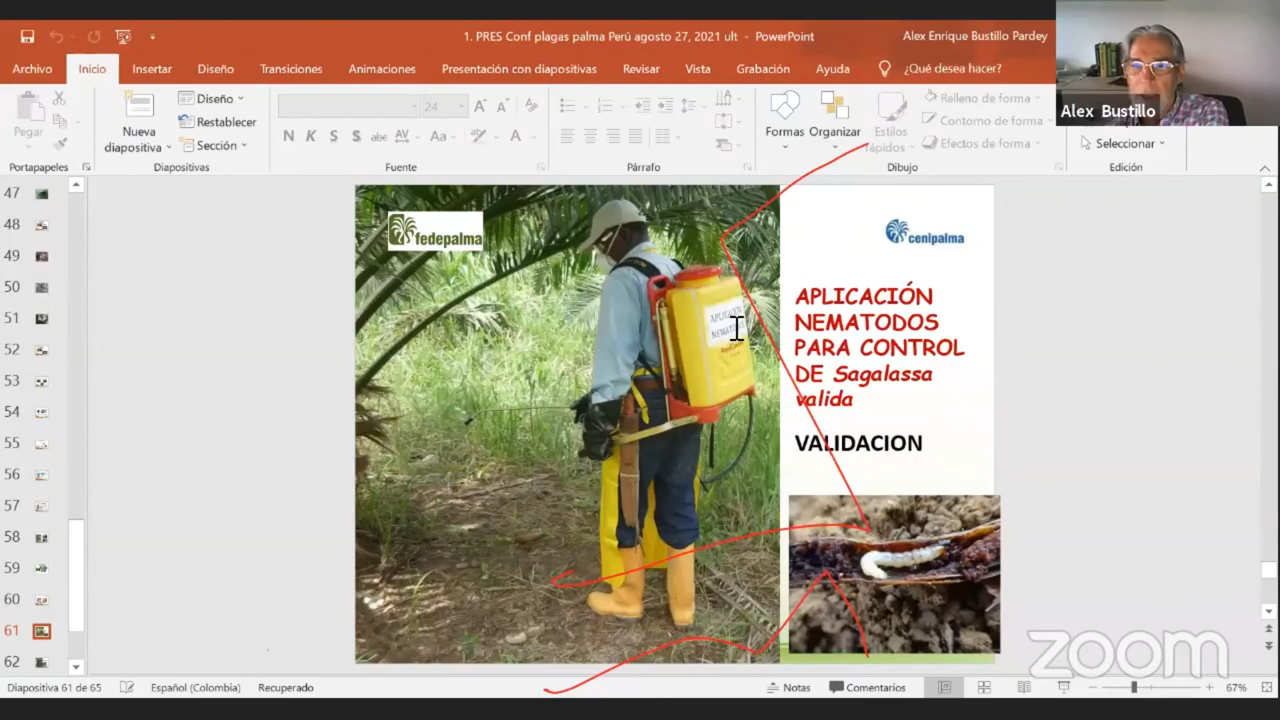 1. PRES Conf plagas palma Perú agosto 27, 2021 ult - PowerPoint
Alex Enrique Bustillo Pardey
Archivo Inicio Insertar Diseño Transiciones Animaciones Presentación con diapositivas Revisar Vista Grabación Ayuda ¿Qué desea hacer?
Alex Bustillo
Pegar
Nueva diapositiva
Diseño
Restablecer
Sección
24
N K S S abc AV Aa A
Formas
Organizar
Estilos rápidos
Relleno de forma
Contorno de forma
Efectos de forma
Seleccionar
Portapapeles Diapositivas Fuente Párrafo Dibujo Edición
47
48
49
50
51
52
53
54
55
56
57
58
59
60
61
62
fedepalma
cenipalma
APLICACIÓN
NEMATODOS
PARA CONTROL
DE Sagalassa
valida
VALIDACION
APLICACION
zoom
Diapositiva 61 de 65 Español (Colombia) Recuperado Notas Comentarios 67%